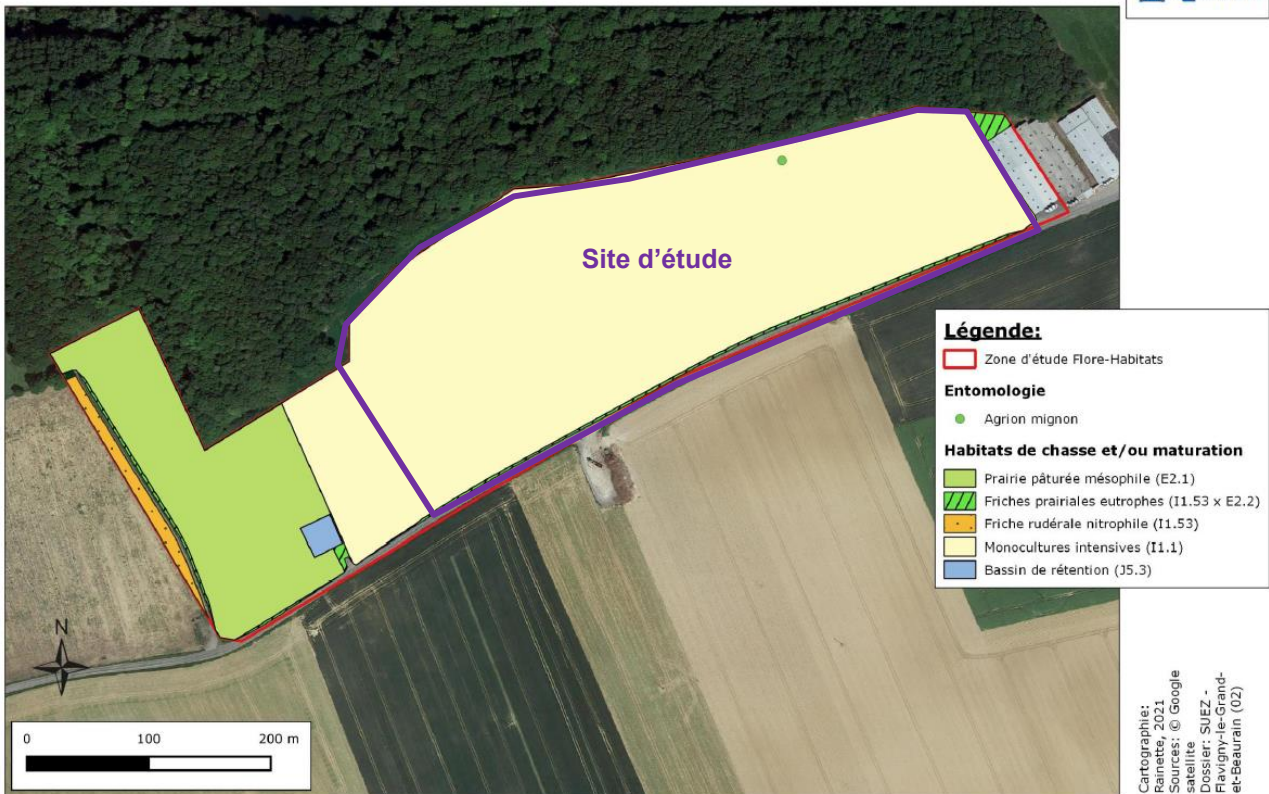 Site d'étude
Légende:
Zone d'étude Flore-Habitats
Entomologie
Agrion mignon
Habitats de chasse et/ou maturation
Prairie pâturée mésophile (E2.1)
Friches prairiales eutrophes (I1.53 x E2.2)
Friche rudérale nitrophile (I1.53)
Monocultures intensives (I1.1)
Bassin de rétention (J5.3)
N
0 100 200 m
Cartographie:
Rainette, 2021
Sources: © Google
satellite
Dossier: SUEZ -
Flavigny-le-Grand-
et-Beaurain (02)